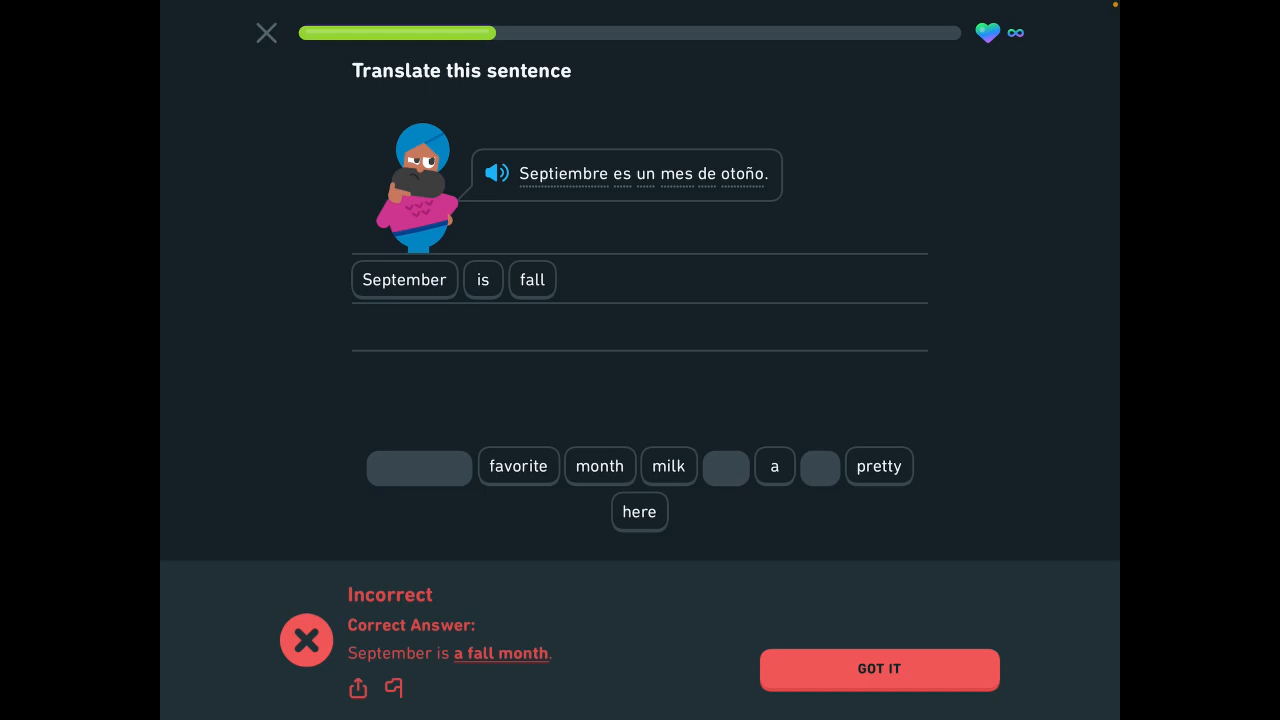 Translate this sentence
Septiembre es un mes de otoño.
September is fall
favorite month milk a pretty
here
Incorrect
Correct Answer:
September is a fall month.
GOT IT